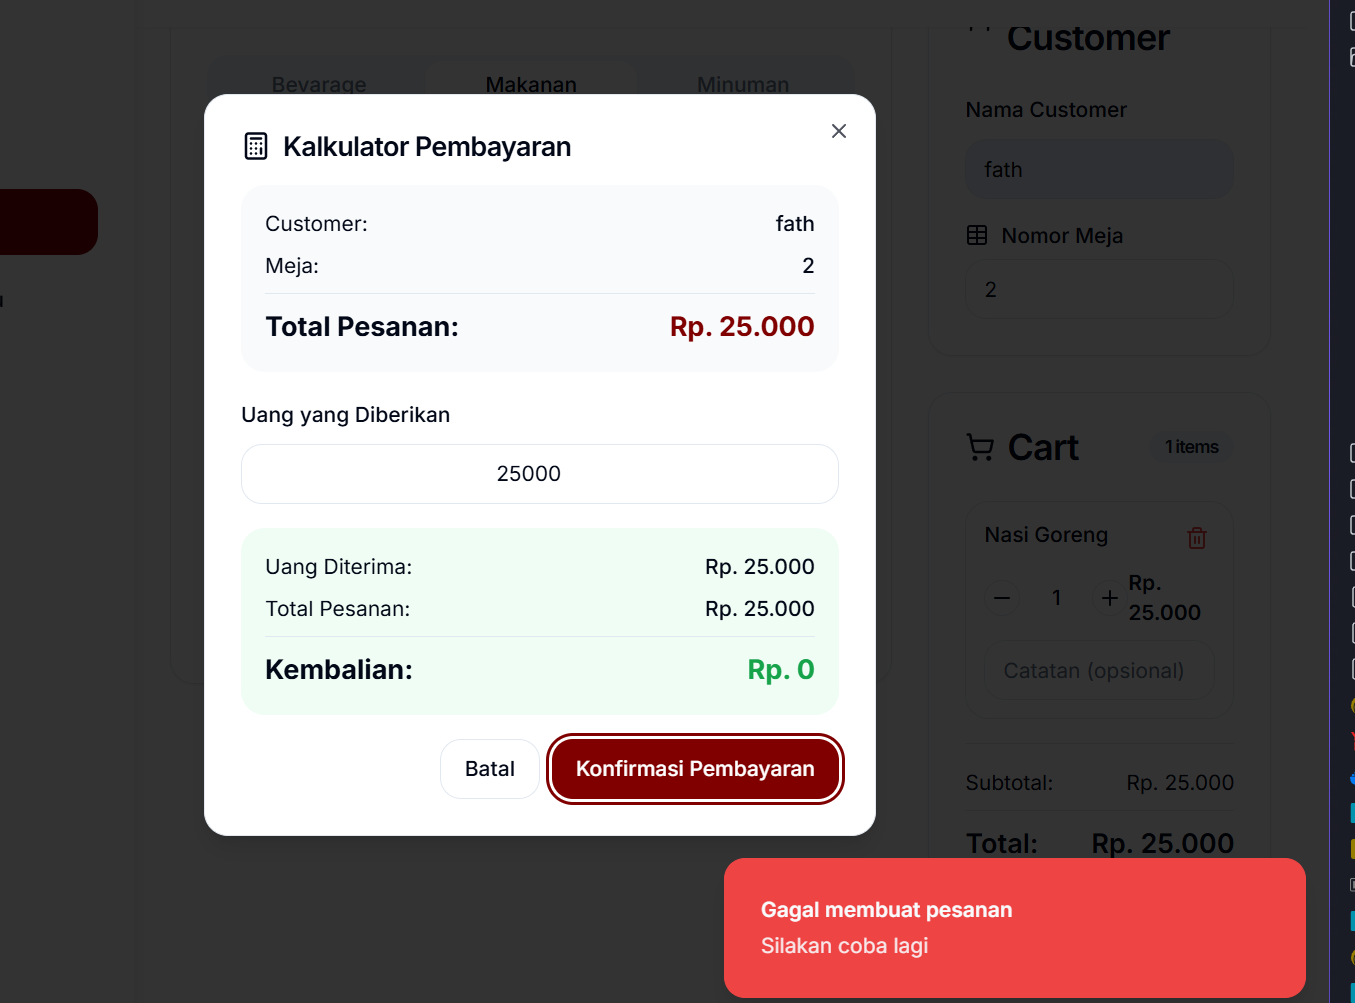 Customer
Bevarage
Makanan
Minuman
Nama Customer
fath
Nomor Meja
2
Kalkulator Pembayaran
Customer:
fath
Meja:
2
Total Pesanan:
Rp. 25.000
Uang yang Diberikan
25000
Uang Diterima:
Rp. 25.000
Total Pesanan:
Rp. 25.000
Kembalian:
Rp. 0
Batal
Konfirmasi Pembayaran
Cart
1 items
Nasi Goreng
1
Rp.
25.000
Catatan (opsional)
Subtotal:
Rp. 25.000
Total:
Rp. 25.000
Gagal membuat pesanan
Silakan coba lagi